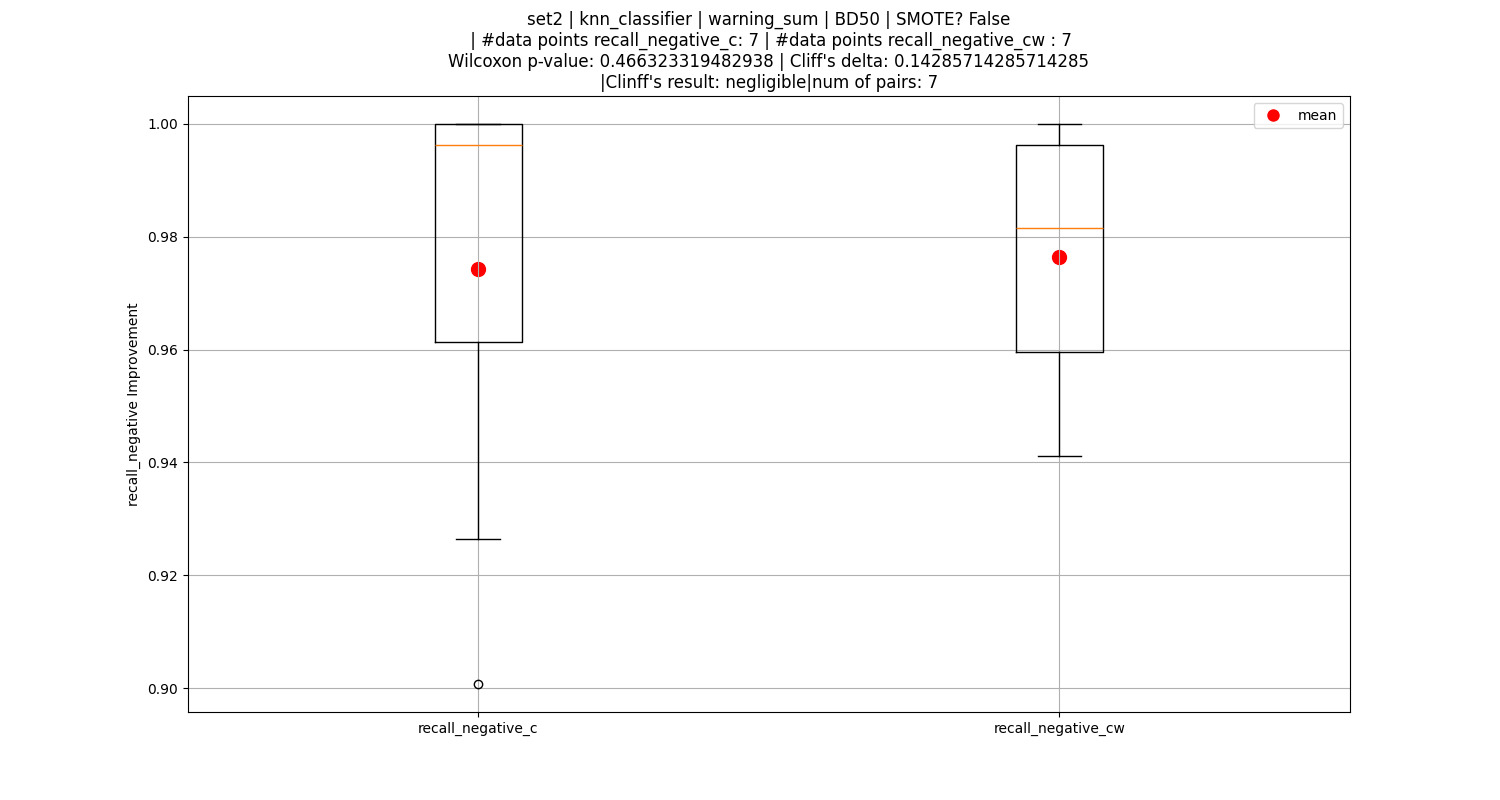 set2 | knn_classifier | warning_sum | BD50 | SMOTE? False
| #data points recall_negative_c: 7 | #data points recall_negative_cw : 7
Wilcoxon p-value: 0.466323319482938 | Cliff's delta: 0.14285714285714285
|Clinff's result: negligible|num of pairs: 7
mean
1.00
0.98
0.96
0.94
0.92
0.90
recall_negative Improvement
recall_negative_c
recall_negative_cw